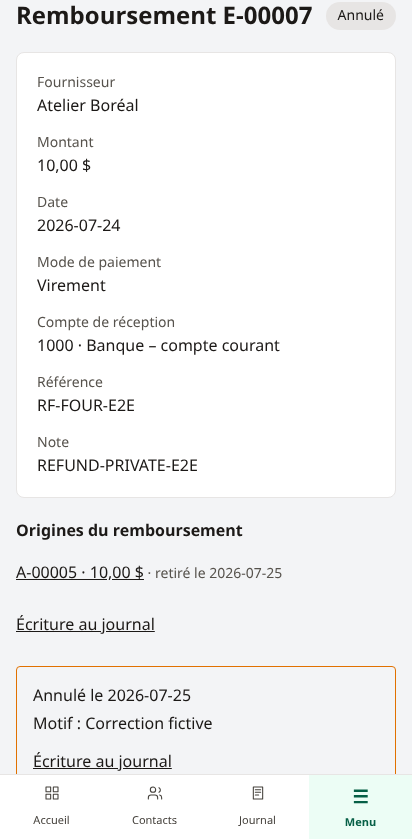 Remboursement E-00007 Annulé
Fournisseur
Atelier Boréal
Montant
10,00 $
Date
2026-07-24
Mode de paiement
Virement
Compte de réception
1000 · Banque – compte courant
Référence
RF-FOUR-E2E
Note
REFUND-PRIVATE-E2E
Origines du remboursement
A-00005 · 10,00 $ · retiré le 2026-07-25
Écriture au journal
Annulé le 2026-07-25
Motif : Correction fictive
Écriture au journal
Accueil Contacts Journal Menu